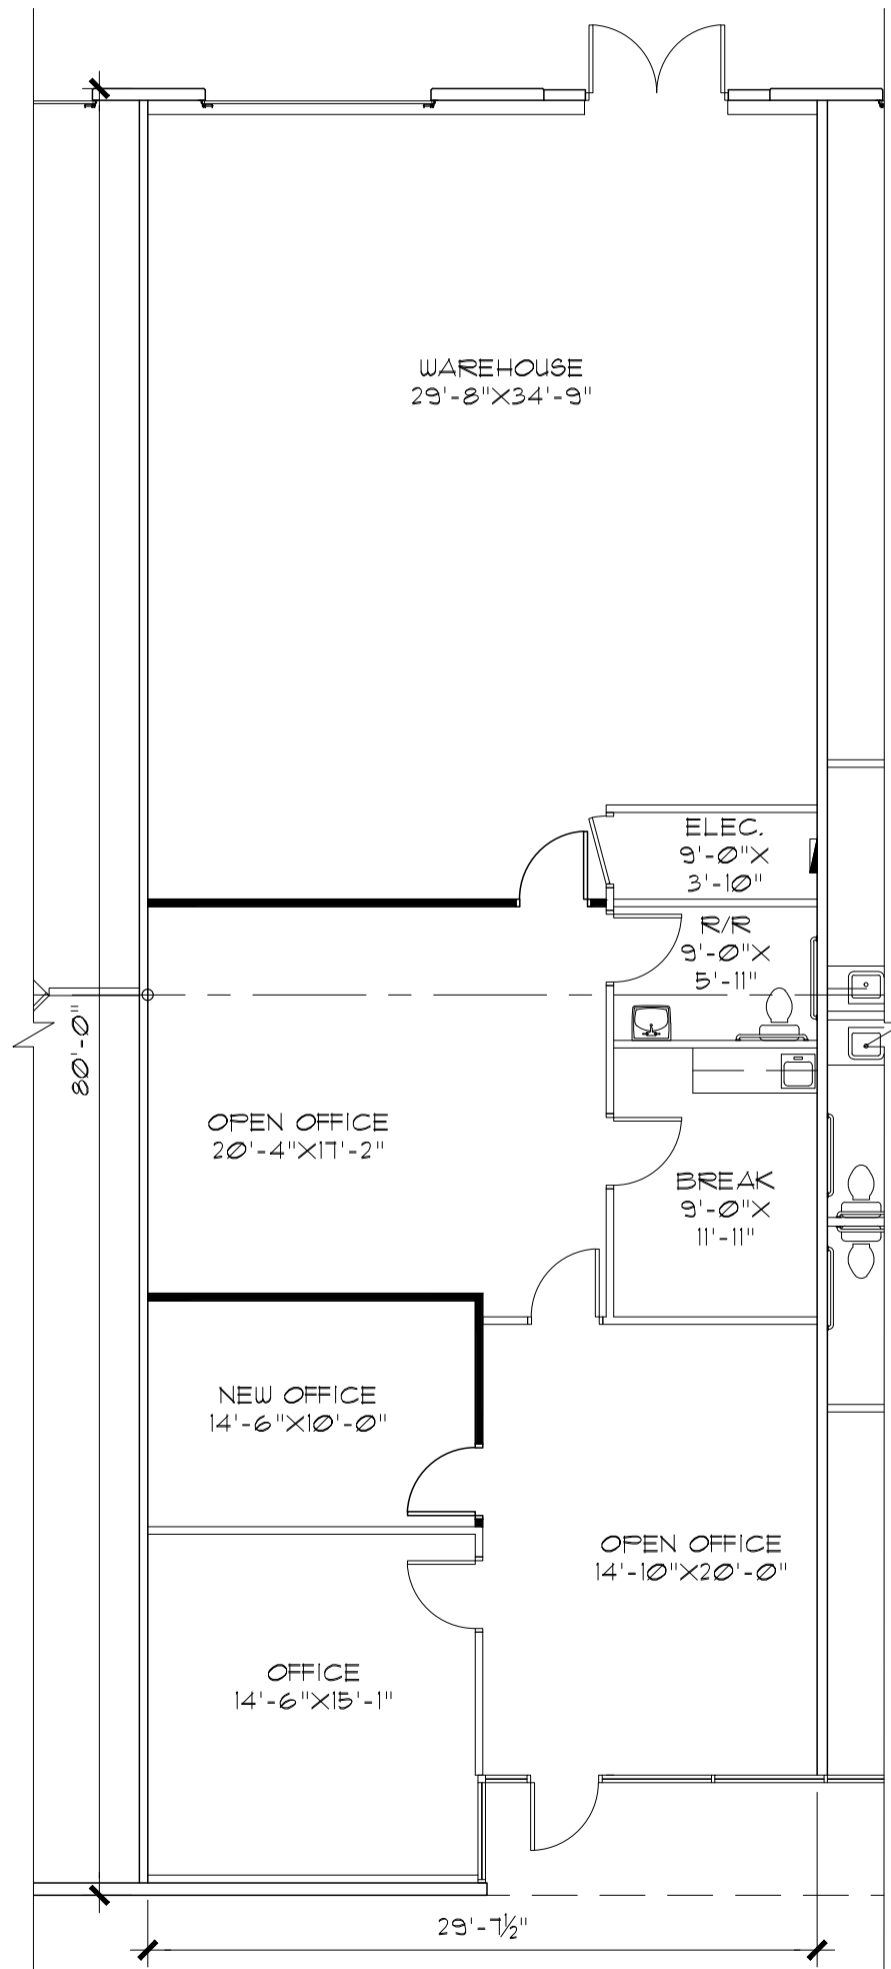 WAREHOUSE
29'-8"X34'-9"
ELEC.
9'-0"X
3'-10"
R/R
9'-0"X
5'-11"
80'-0"
OPEN OFFICE
20'-4"X17'-2"
BREAK
9'-0"X
11'-11"
NEW OFFICE
14'-6"X10'-0"
OPEN OFFICE
14'-10"X20'-0"
OFFICE
14'-6"X15'-1"
29'-7½"